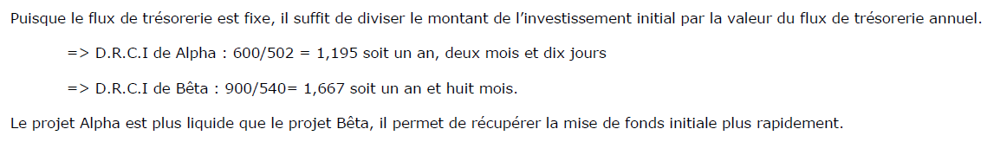 Puisque le flux de trésorerie est fixe, il suffit de diviser le montant de l’investissement initial par la valeur du flux de trésorerie annuel.
=> D.R.C.I de Alpha : 600/502 = 1,195 soit un an, deux mois et dix jours
=> D.R.C.I de Bêta : 900/540= 1,667 soit un an et huit mois.
Le projet Alpha est plus liquide que le projet Bêta, il permet de récupérer la mise de fonds initiale plus rapidement.